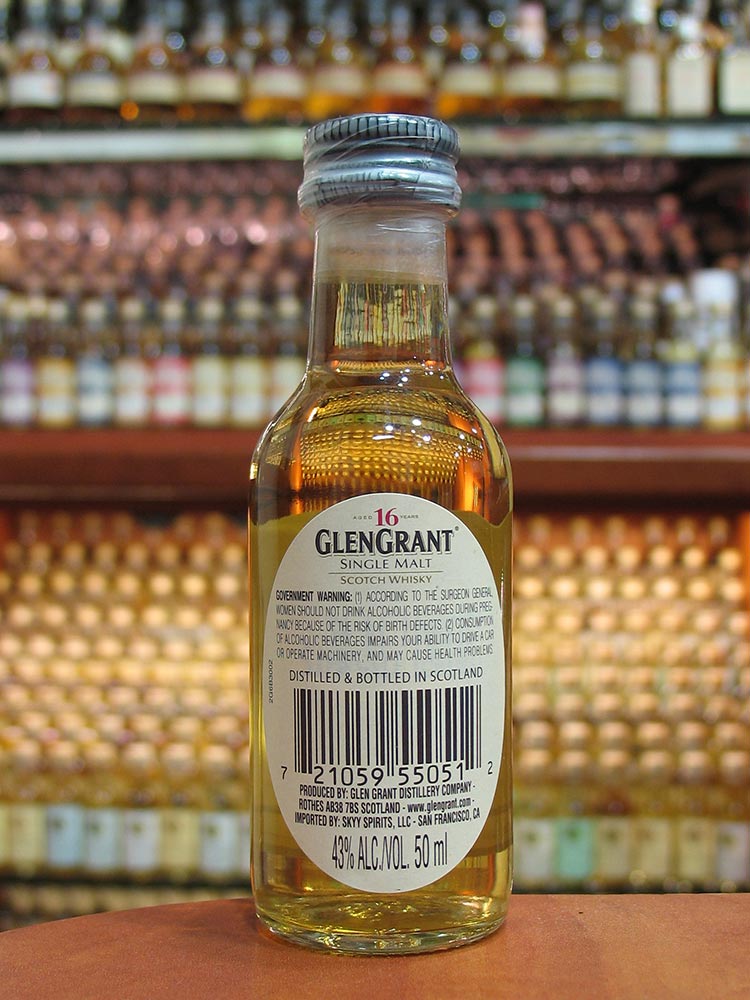 AGED 16 YEARS
GLENGRANT®
SINGLE MALT
SCOTCH WHISKY
GOVERNMENT WARNING: (1) ACCORDING TO THE SURGEON GENERAL,
WOMEN SHOULD NOT DRINK ALCOHOLIC BEVERAGES DURING PREG-
NANCY BECAUSE OF THE RISK OF BIRTH DEFECTS. (2) CONSUMPTION
OF ALCOHOLIC BEVERAGES IMPAIRS YOUR ABILITY TO DRIVE A CAR
OR OPERATE MACHINERY, AND MAY CAUSE HEALTH PROBLEMS.
DISTILLED & BOTTLED IN SCOTLAND
2G6B3002
7 21059 55051 2
PRODUCED BY: GLEN GRANT DISTILLERY COMPANY -
ROTHES AB38 7BS SCOTLAND - www.glengrant.com -
IMPORTED BY: SKYY SPIRITS, LLC - SAN FRANCISCO, CA
43% ALC./VOL. 50 ml